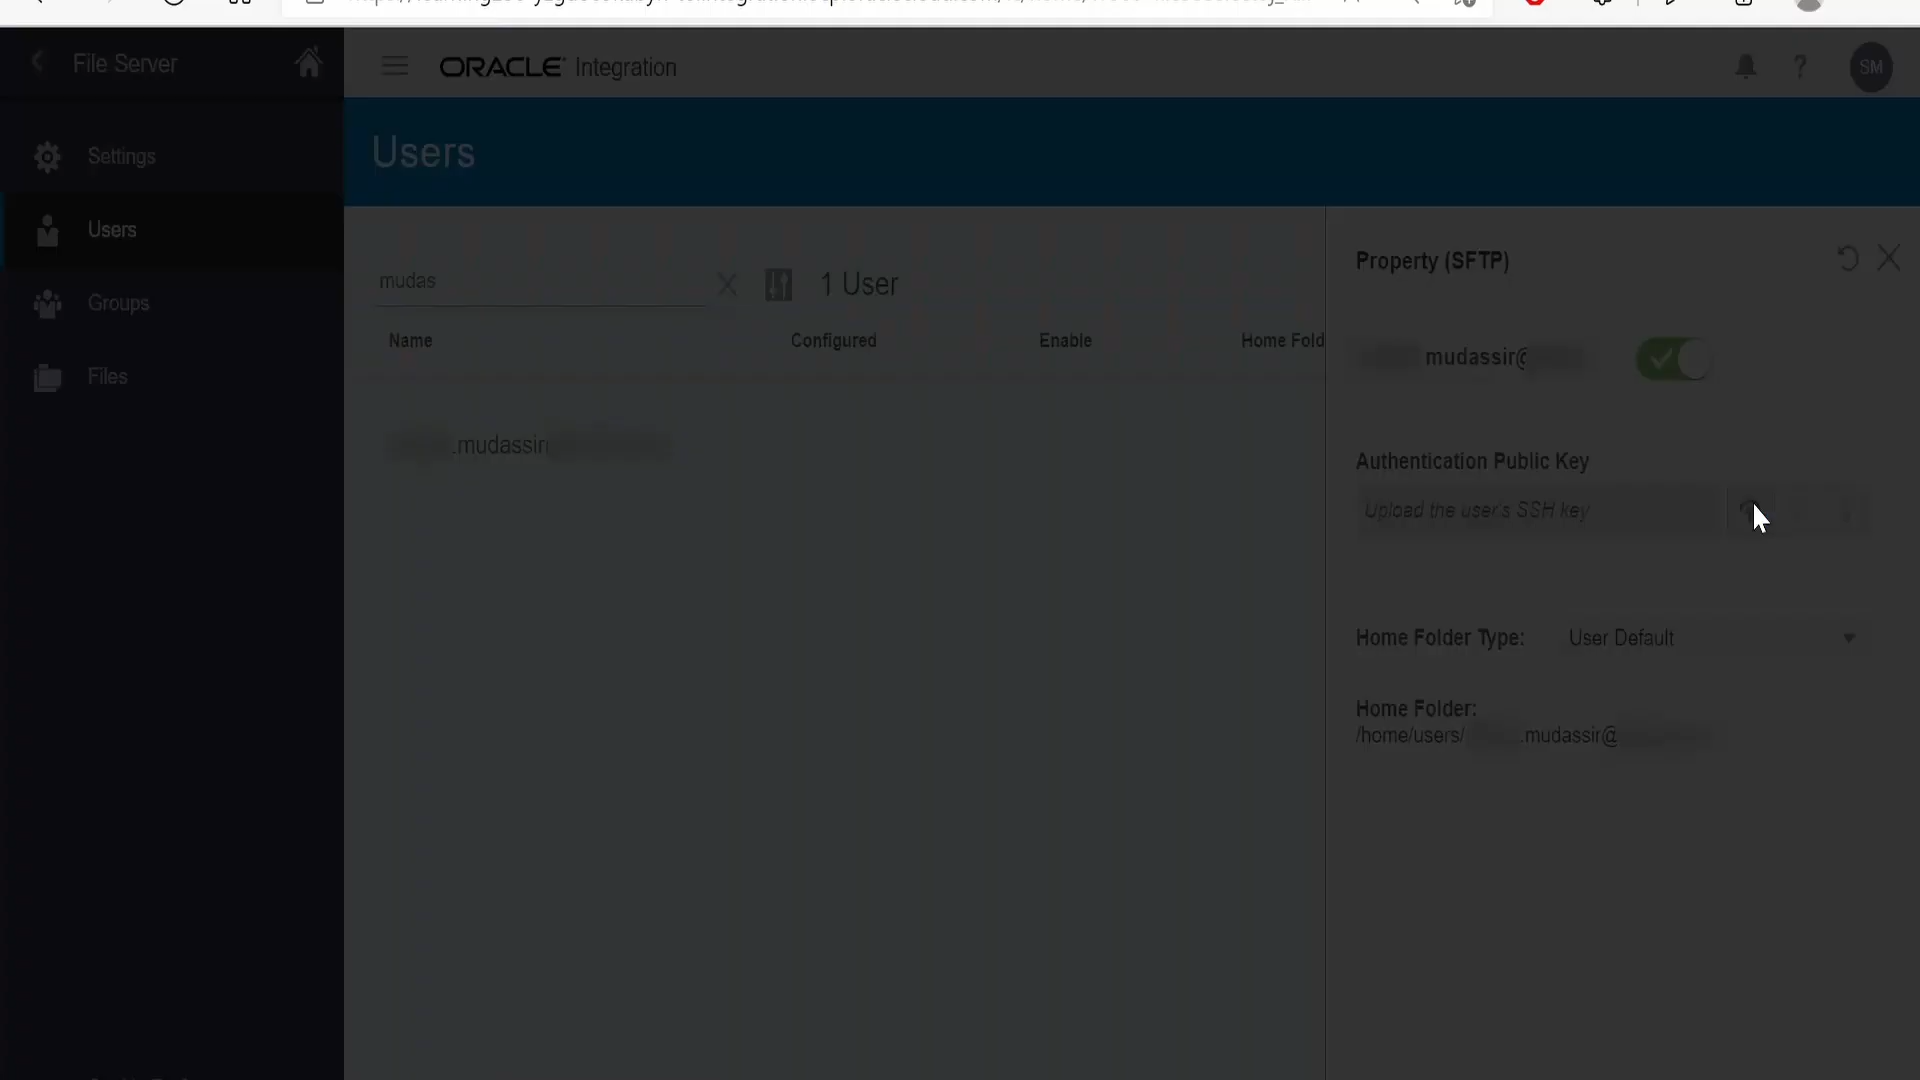 File Server
ORACLE Integration
?
SM
Settings
Users
Groups
Files
Users
mudas
1 User
Name Configured Enable Home Fold
.mudassir
Property (SFTP)
mudassir@
Authentication Public Key
Upload the user's SSH key
Home Folder Type: User Default
Home Folder:
/home/users/ .mudassir@